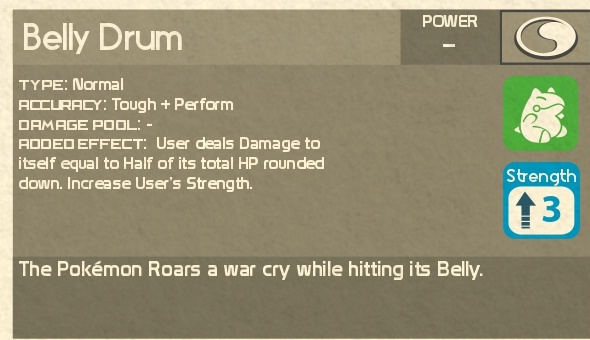 Belly Drum
POWER
–
TYPE: Normal
ACCURACY: Tough + Perform
DAMAGE POOL: -
ADDED EFFECT: User deals Damage to
itself equal to Half of its total HP rounded
down. Increase User's Strength.
Strength
3
The Pokémon Roars a war cry while hitting its Belly.